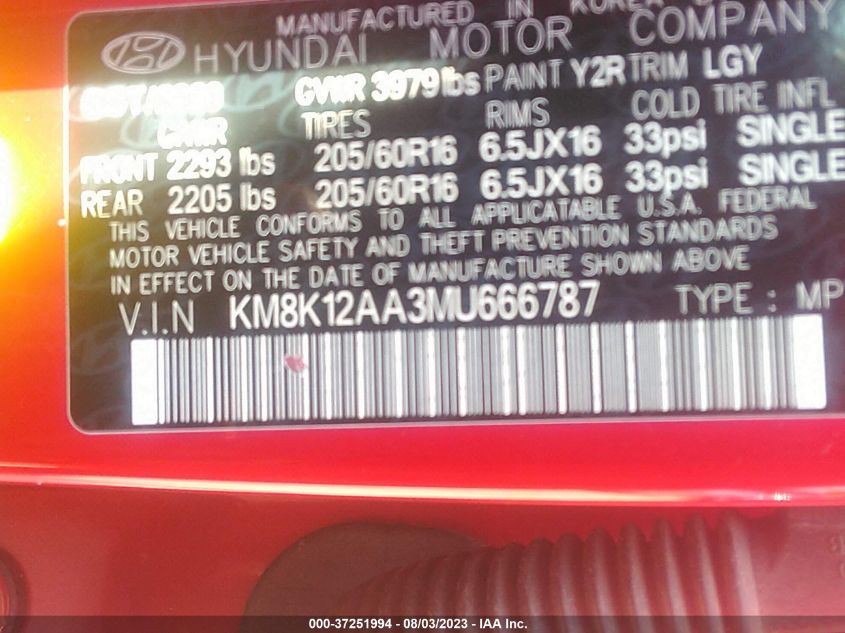 MANUFACTURED IN KOREA
HYUNDAI MOTOR COMPANY
GVWR 3979 lbs PAINT Y2R TRIM LGY
GAWR TIRES RIMS COLD TIRE INFL
FRONT 2293 lbs 205/60R16 6.5JX16 33psi SINGLE
REAR 2205 lbs 205/60R16 6.5JX16 33psi SINGLE
THIS VEHICLE CONFORMS TO ALL APPLICABLE U.S.A. FEDERAL
MOTOR VEHICLE SAFETY AND THEFT PREVENTION STANDARDS
IN EFFECT ON THE DATE OF MANUFACTURE SHOWN ABOVE
V.I.N KM8K12AA3MU666787 TYPE : MP
000-37251994 - 08/03/2023 - IAA Inc.